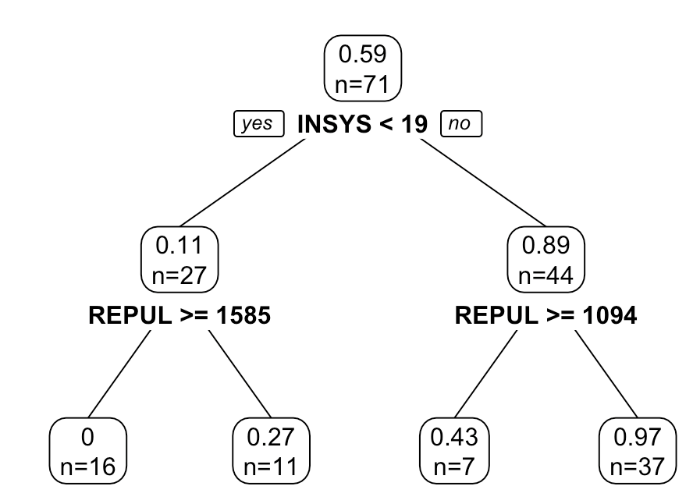 0.59
n=71
yes INSYS < 19 no
0.11
n=27
0.89
n=44
REPUL >= 1585
REPUL >= 1094
0
n=16
0.27
n=11
0.43
n=7
0.97
n=37